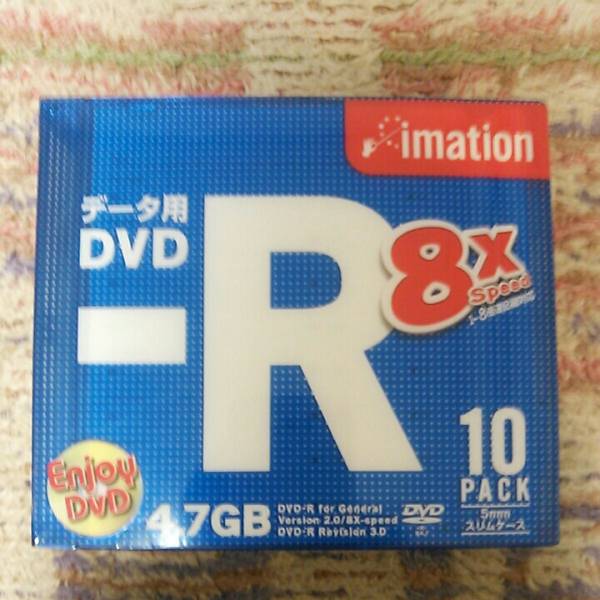 imation
データ用
DVD
-R
8x
Speed
10
PACK
5mm
スリムケース
Enjoy
DVD
4.7GB
DVD-R for General
Version 2.0/8X-speed
DVD-R Revision 3.0
DVD